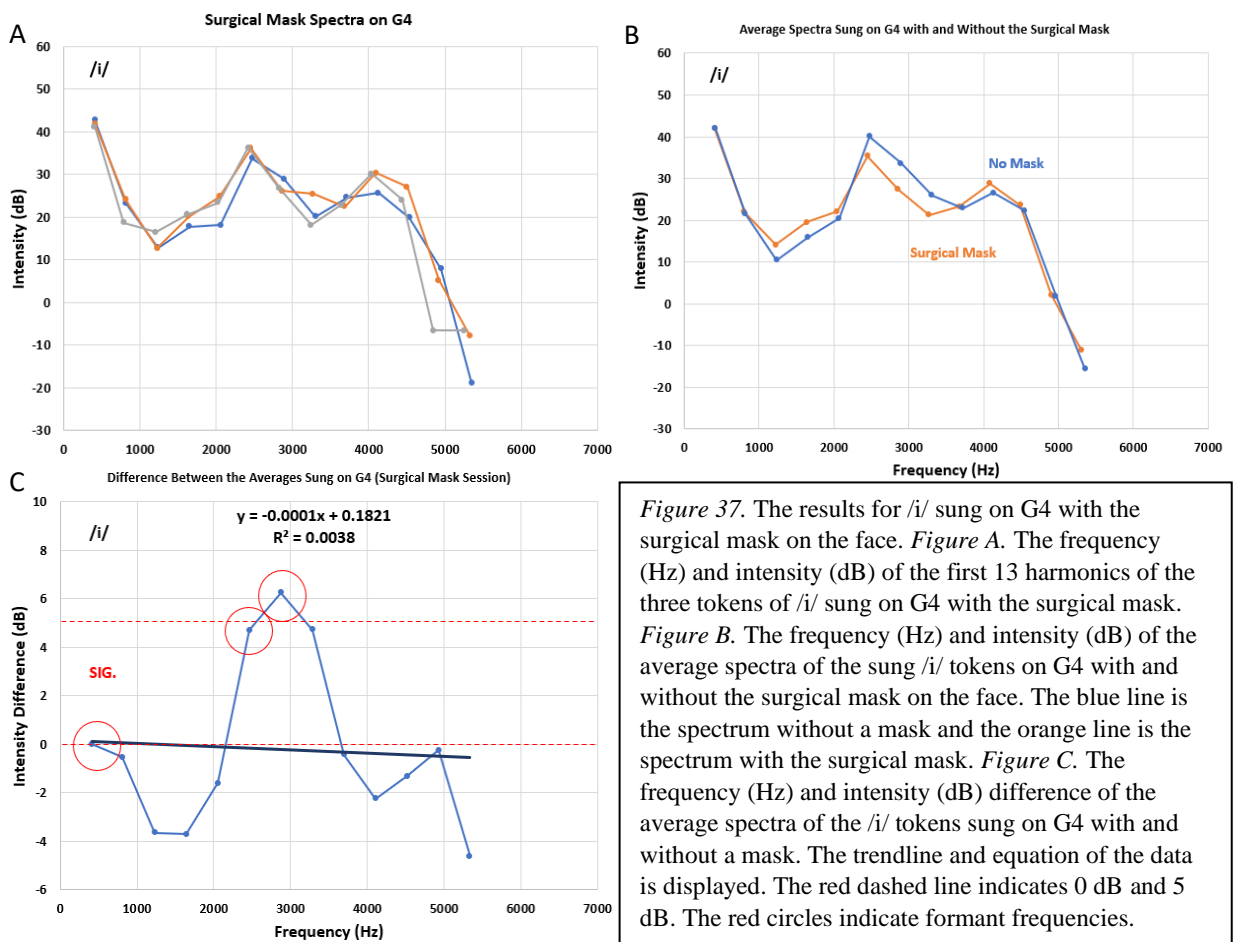 A
Surgical Mask Spectra on G4
/i/
Intensity (dB)
60
50
40
30
20
10
0
-10
-20
-30
0 1000 2000 3000 4000 5000 6000 7000
B
Average Spectra Sung on G4 with and Without the Surgical Mask
/i/
No Mask
Surgical Mask
Intensity (dB)
60
50
40
30
20
10
0
-10
-20
-30
0 1000 2000 3000 4000 5000 6000 7000
Frequency (Hz)
C
Difference Between the Averages Sung on G4 (Surgical Mask Session)
/i/
y = -0.0001x + 0.1821
R² = 0.0038
SIG.
Intensity Difference (dB)
10
8
6
4
2
0
-2
-4
-6
0 1000 2000 3000 4000 5000 6000 7000
Frequency (Hz)
Figure 37. The results for /i/ sung on G4 with the
surgical mask on the face. Figure A. The frequency
(Hz) and intensity (dB) of the first 13 harmonics of the
three tokens of /i/ sung on G4 with the surgical mask.
Figure B. The frequency (Hz) and intensity (dB) of the
average spectra of the sung /i/ tokens on G4 with and
without the surgical mask on the face. The blue line is
the spectrum without a mask and the orange line is the
spectrum with the surgical mask. Figure C. The
frequency (Hz) and intensity (dB) difference of the
average spectra of the /i/ tokens sung on G4 with and
without a mask. The trendline and equation of the data
is displayed. The red dashed line indicates 0 dB and 5
dB. The red circles indicate formant frequencies.